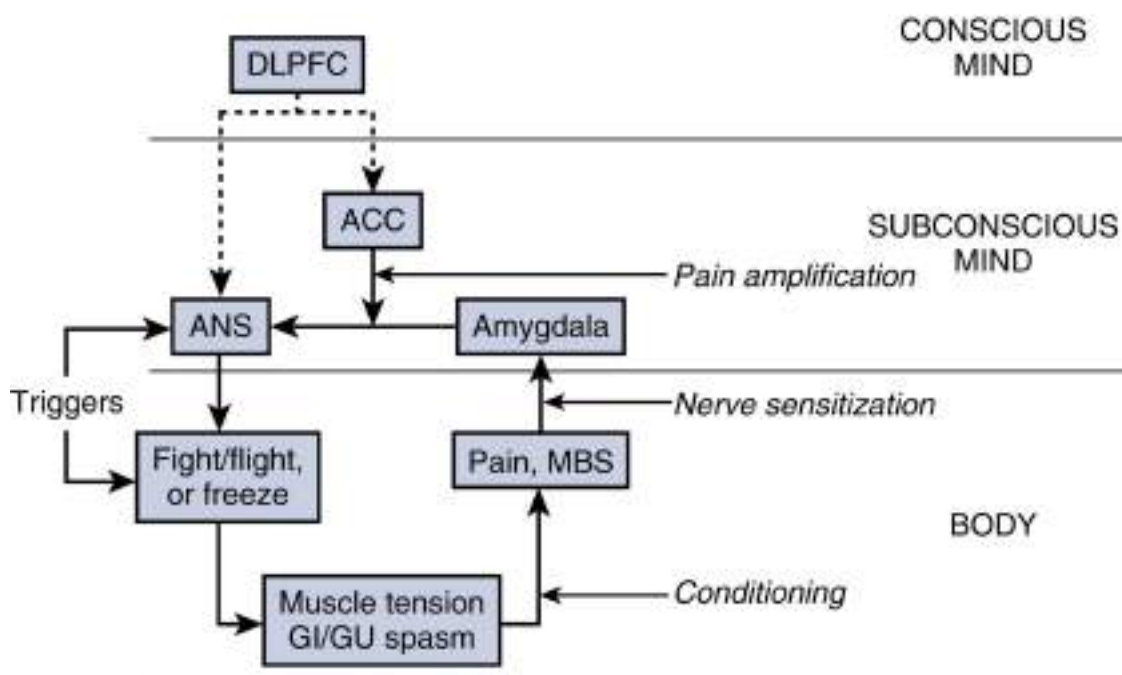 CONSCIOUS
MIND
DLPFC
ACC
SUBCONSCIOUS
MIND
Pain amplification
ANS
Amygdala
Triggers
Nerve sensitization
Fight/flight,
or freeze
Pain, MBS
BODY
Muscle tension
GI/GU spasm
Conditioning